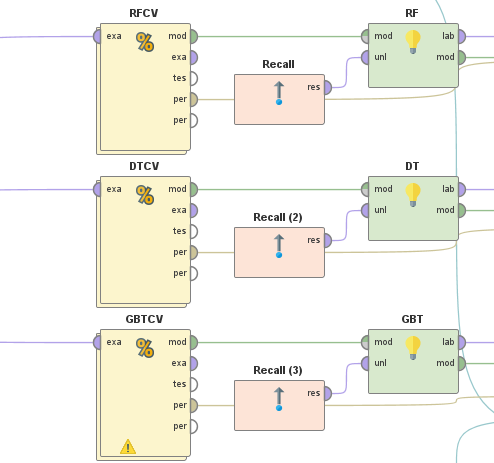 RFCV
RF
exa
mod
exa
tes
per
per
Recall
res
mod
unl
lab
mod
DTCV
DT
exa
mod
exa
tes
per
per
Recall (2)
res
mod
unl
lab
mod
GBTCV
GBT
exa
mod
exa
tes
per
per
Recall (3)
res
mod
unl
lab
mod